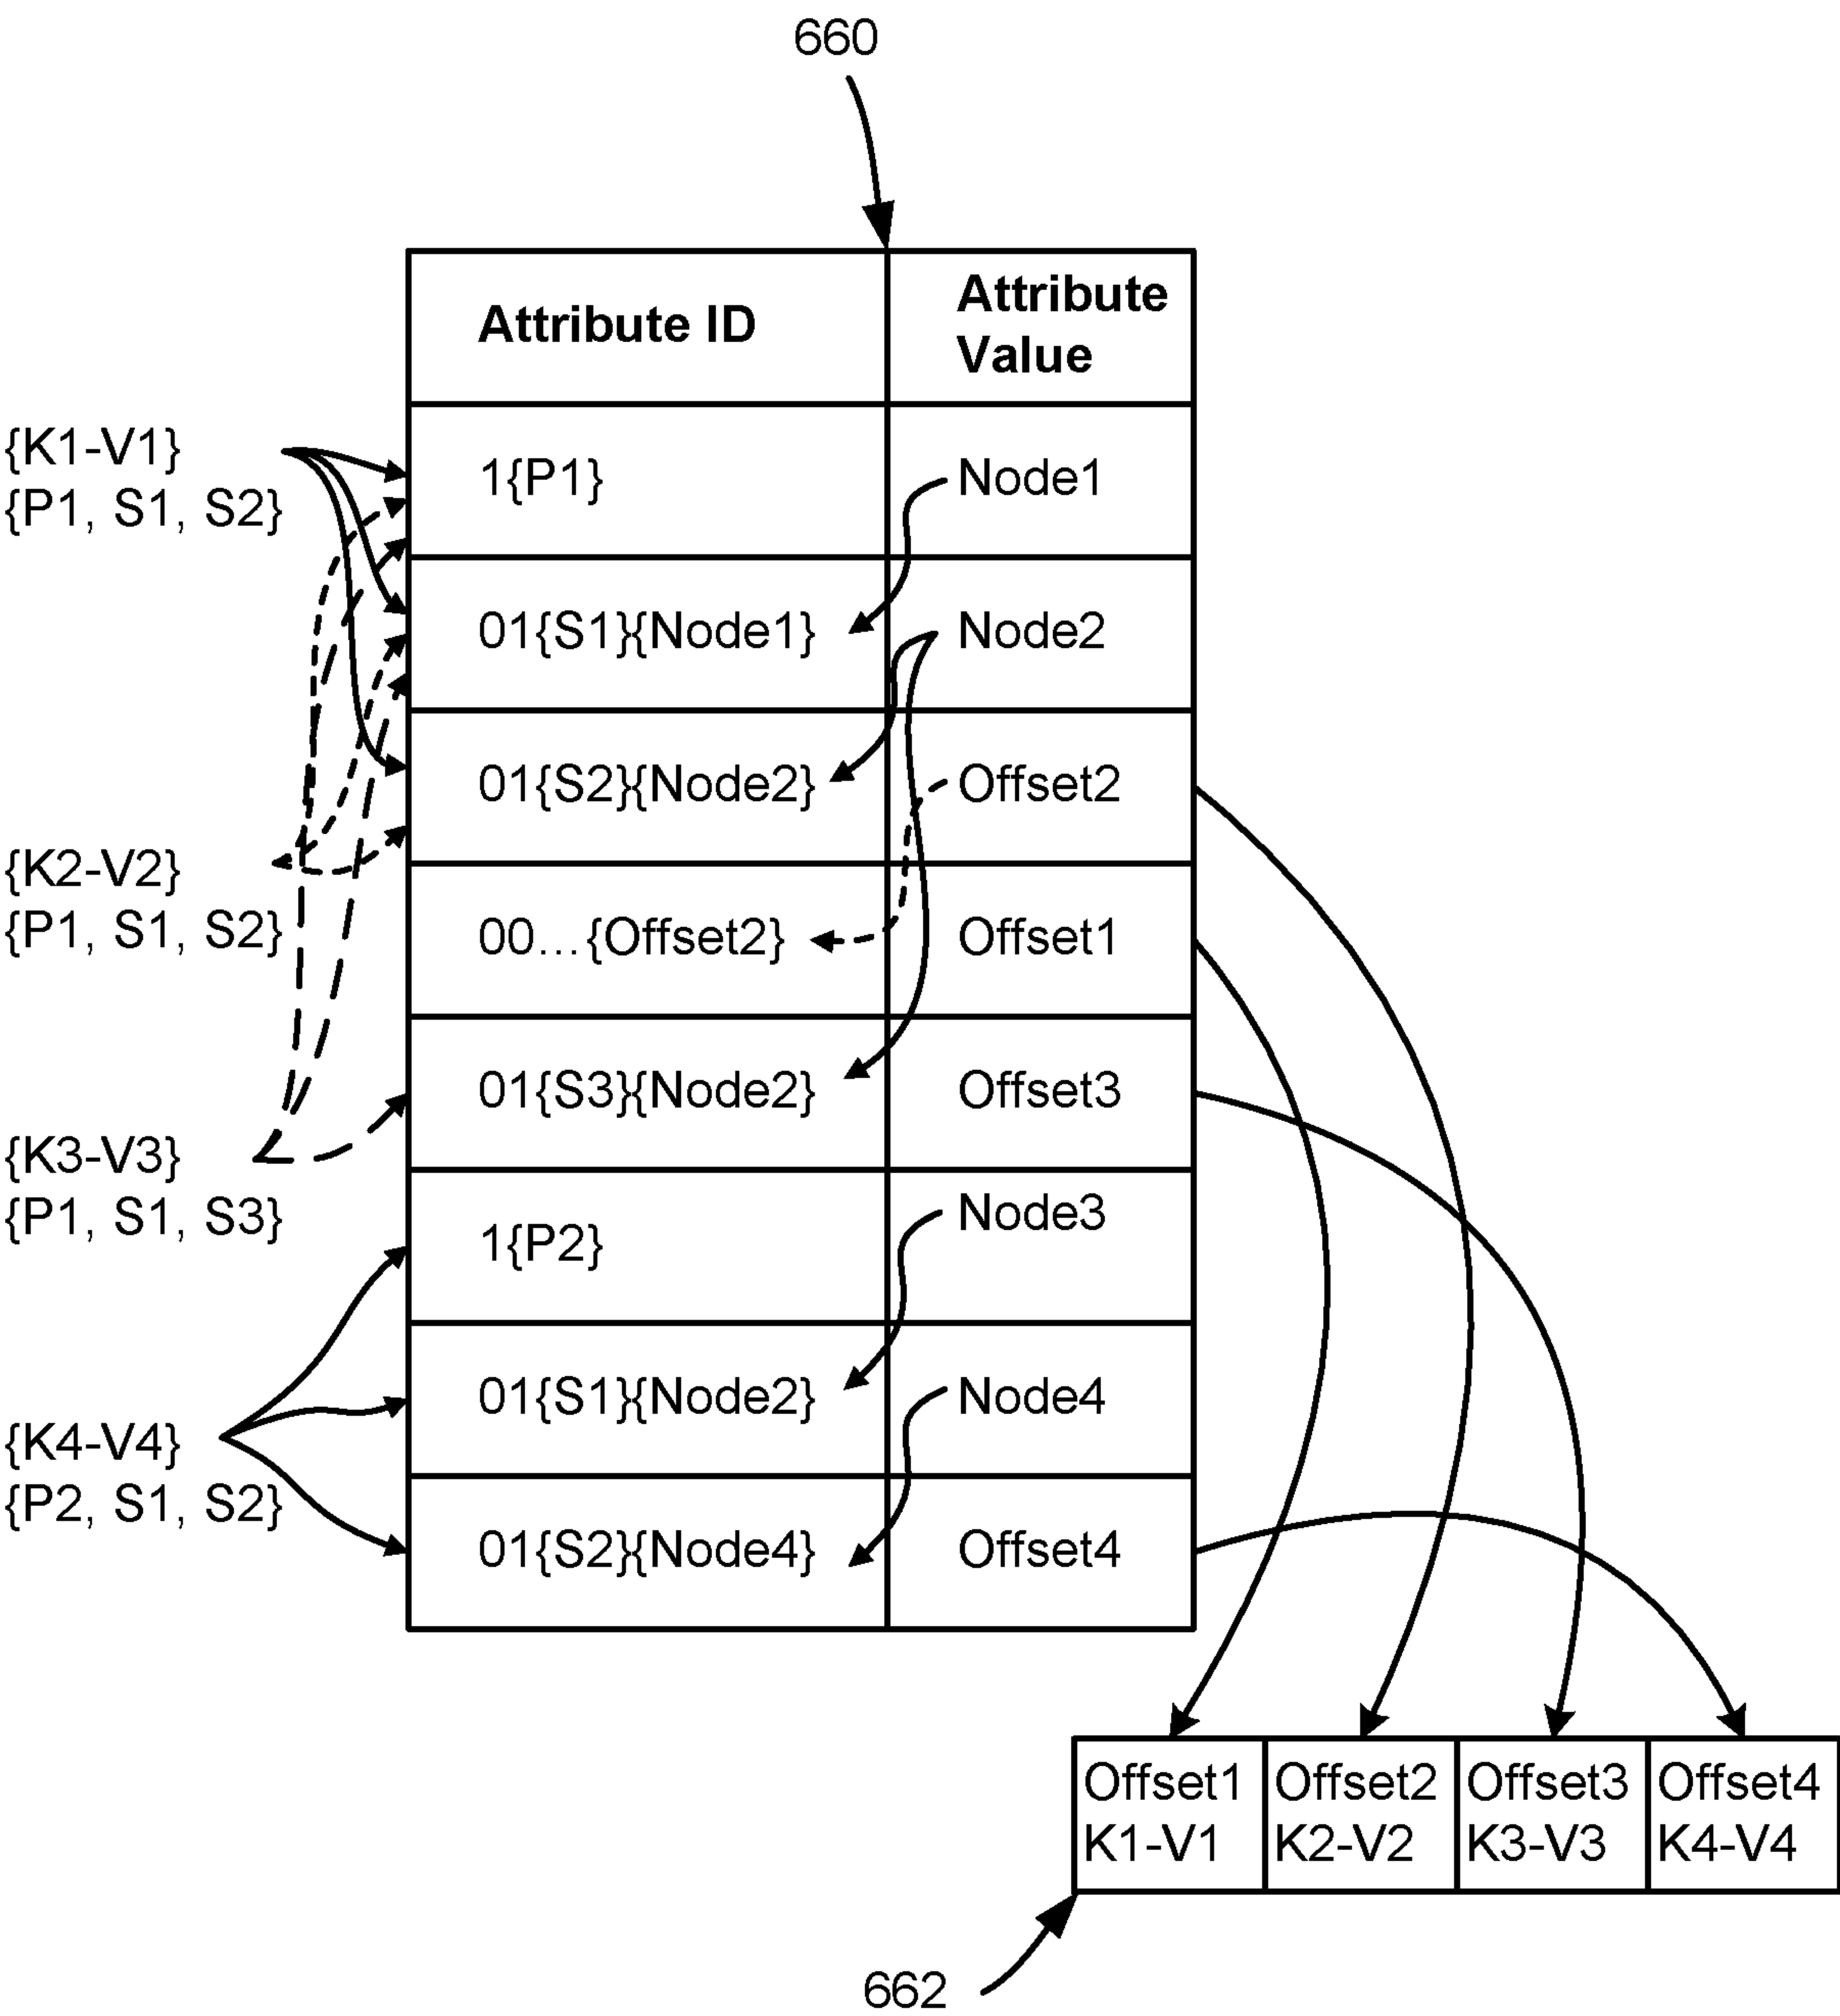 660
Attribute ID
Attribute
Value
{K1-V1}
{P1, S1, S2}
1{P1}
Node1
01{S1}{Node1}
Node2
01{S2}{Node2}
Offset2
{K2-V2}
{P1, S1, S2}
00...{Offset2}
Offset1
01{S3}{Node2}
Offset3
{K3-V3}
{P1, S1, S3}
1{P2}
Node3
01{S1}{Node2}
Node4
{K4-V4}
{P2, S1, S2}
01{S2}{Node4}
Offset4
Offset1
K1-V1
Offset2
K2-V2
Offset3
K3-V3
Offset4
K4-V4
662